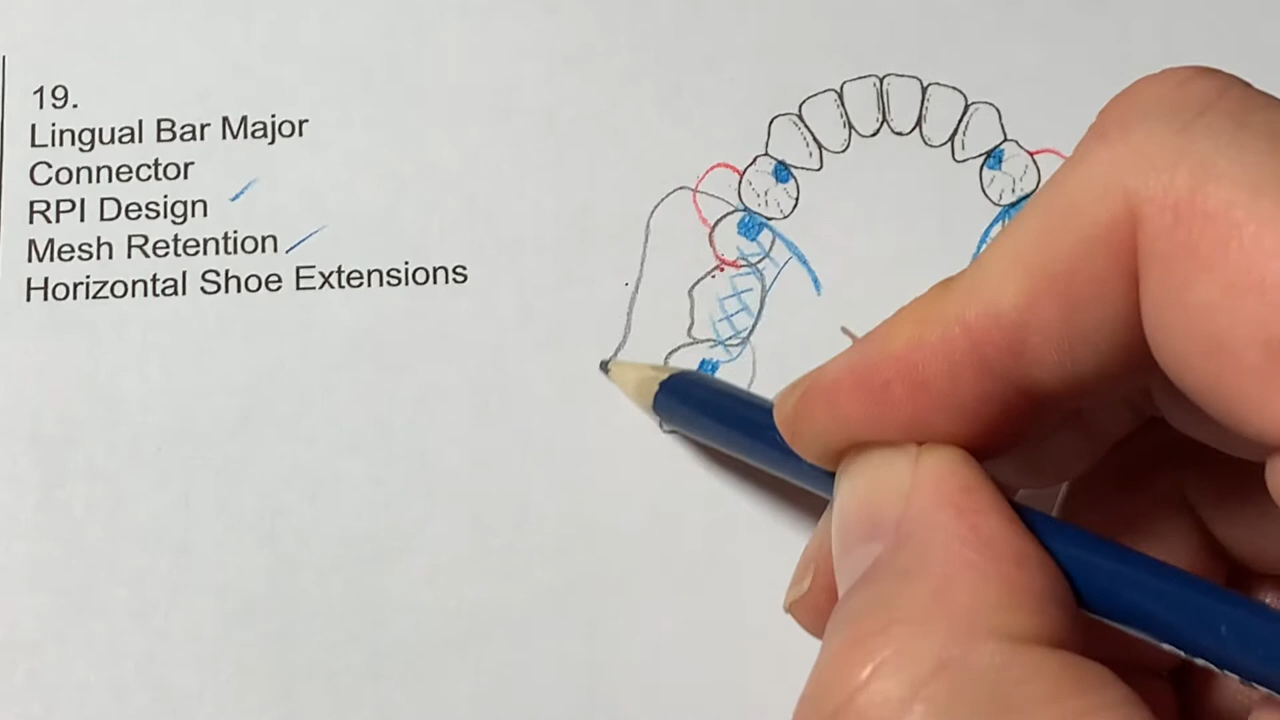 19.
Lingual Bar Major
Connector
RPI Design
Mesh Retention
Horizontal Shoe Extensions